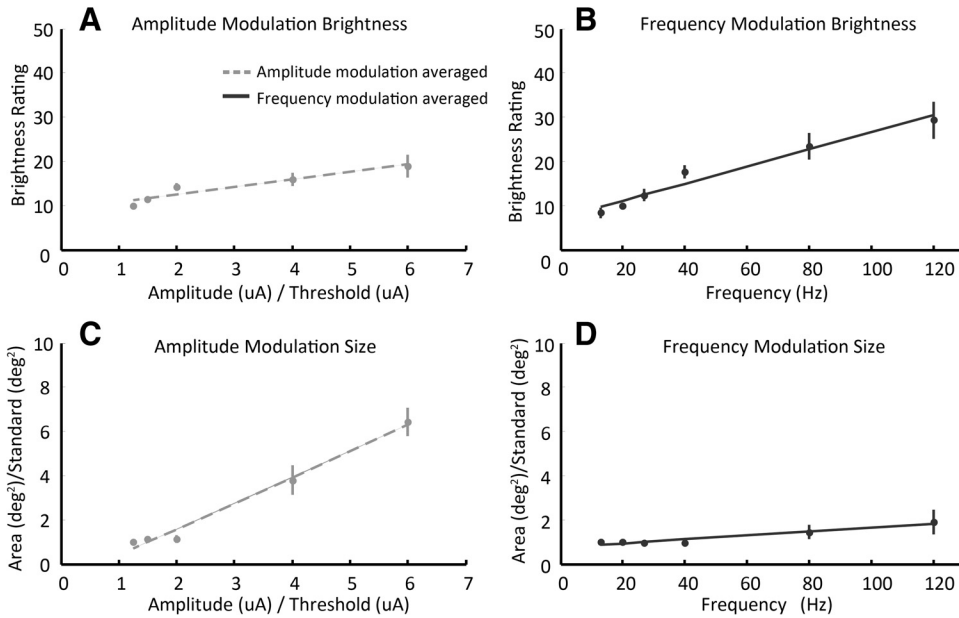 A Amplitude Modulation Brightness
50
40
30
20
10
0
Brightness Rating
Amplitude modulation averaged
Frequency modulation averaged
0 1 2 3 4 5 6 7
Amplitude (uA) / Threshold (uA)
B Frequency Modulation Brightness
50
40
30
20
10
0
Brightness Rating
0 20 40 60 80 100 120
Frequency (Hz)
C Amplitude Modulation Size
10
8
6
4
2
0
Area (deg²)/Standard (deg²)
0 1 2 3 4 5 6 7
Amplitude (uA) / Threshold (uA)
D Frequency Modulation Size
10
8
6
4
2
0
Area (deg²)/Standard (deg²)
0 20 40 60 80 100 120
Frequency (Hz)